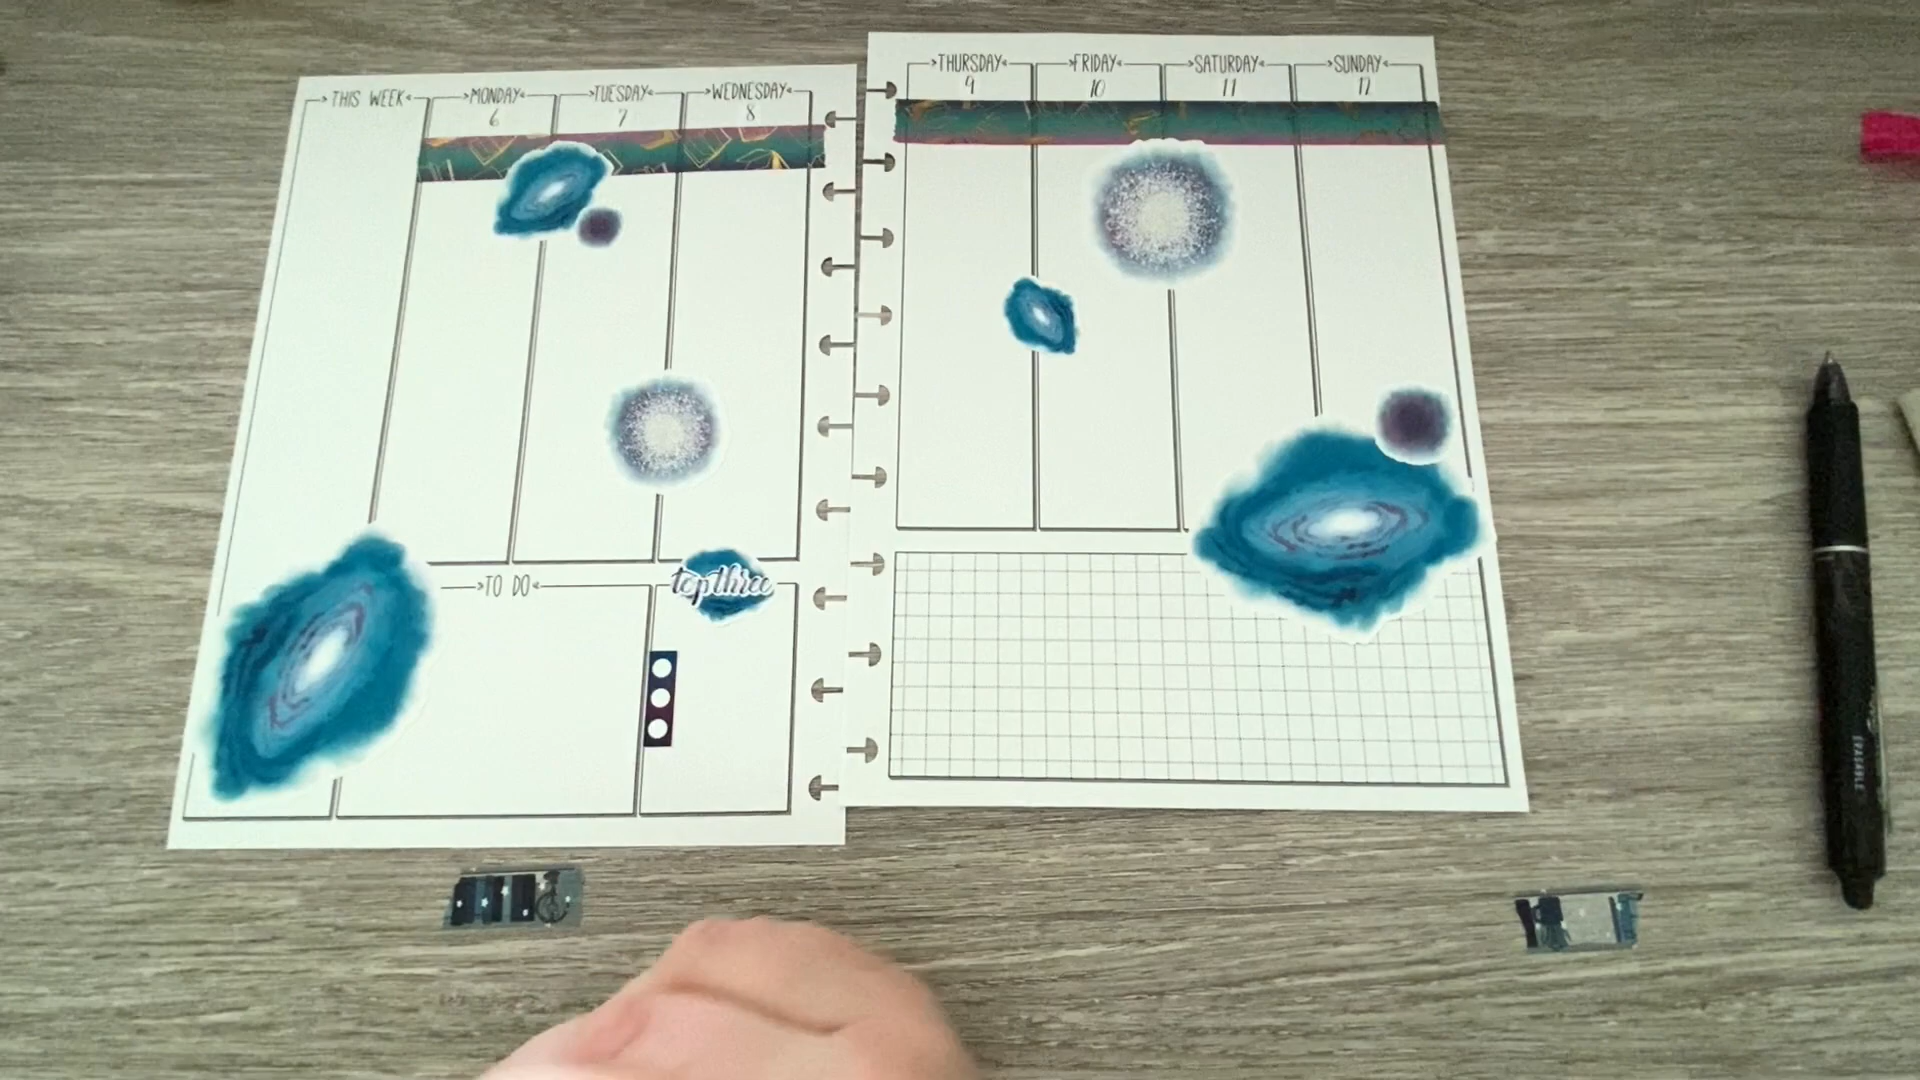 THIS WEEK
MONDAY
6
TUESDAY
7
WEDNESDAY
8
THURSDAY
9
FRIDAY
10
SATURDAY
11
SUNDAY
12
TO DO
top three
ERASABLE